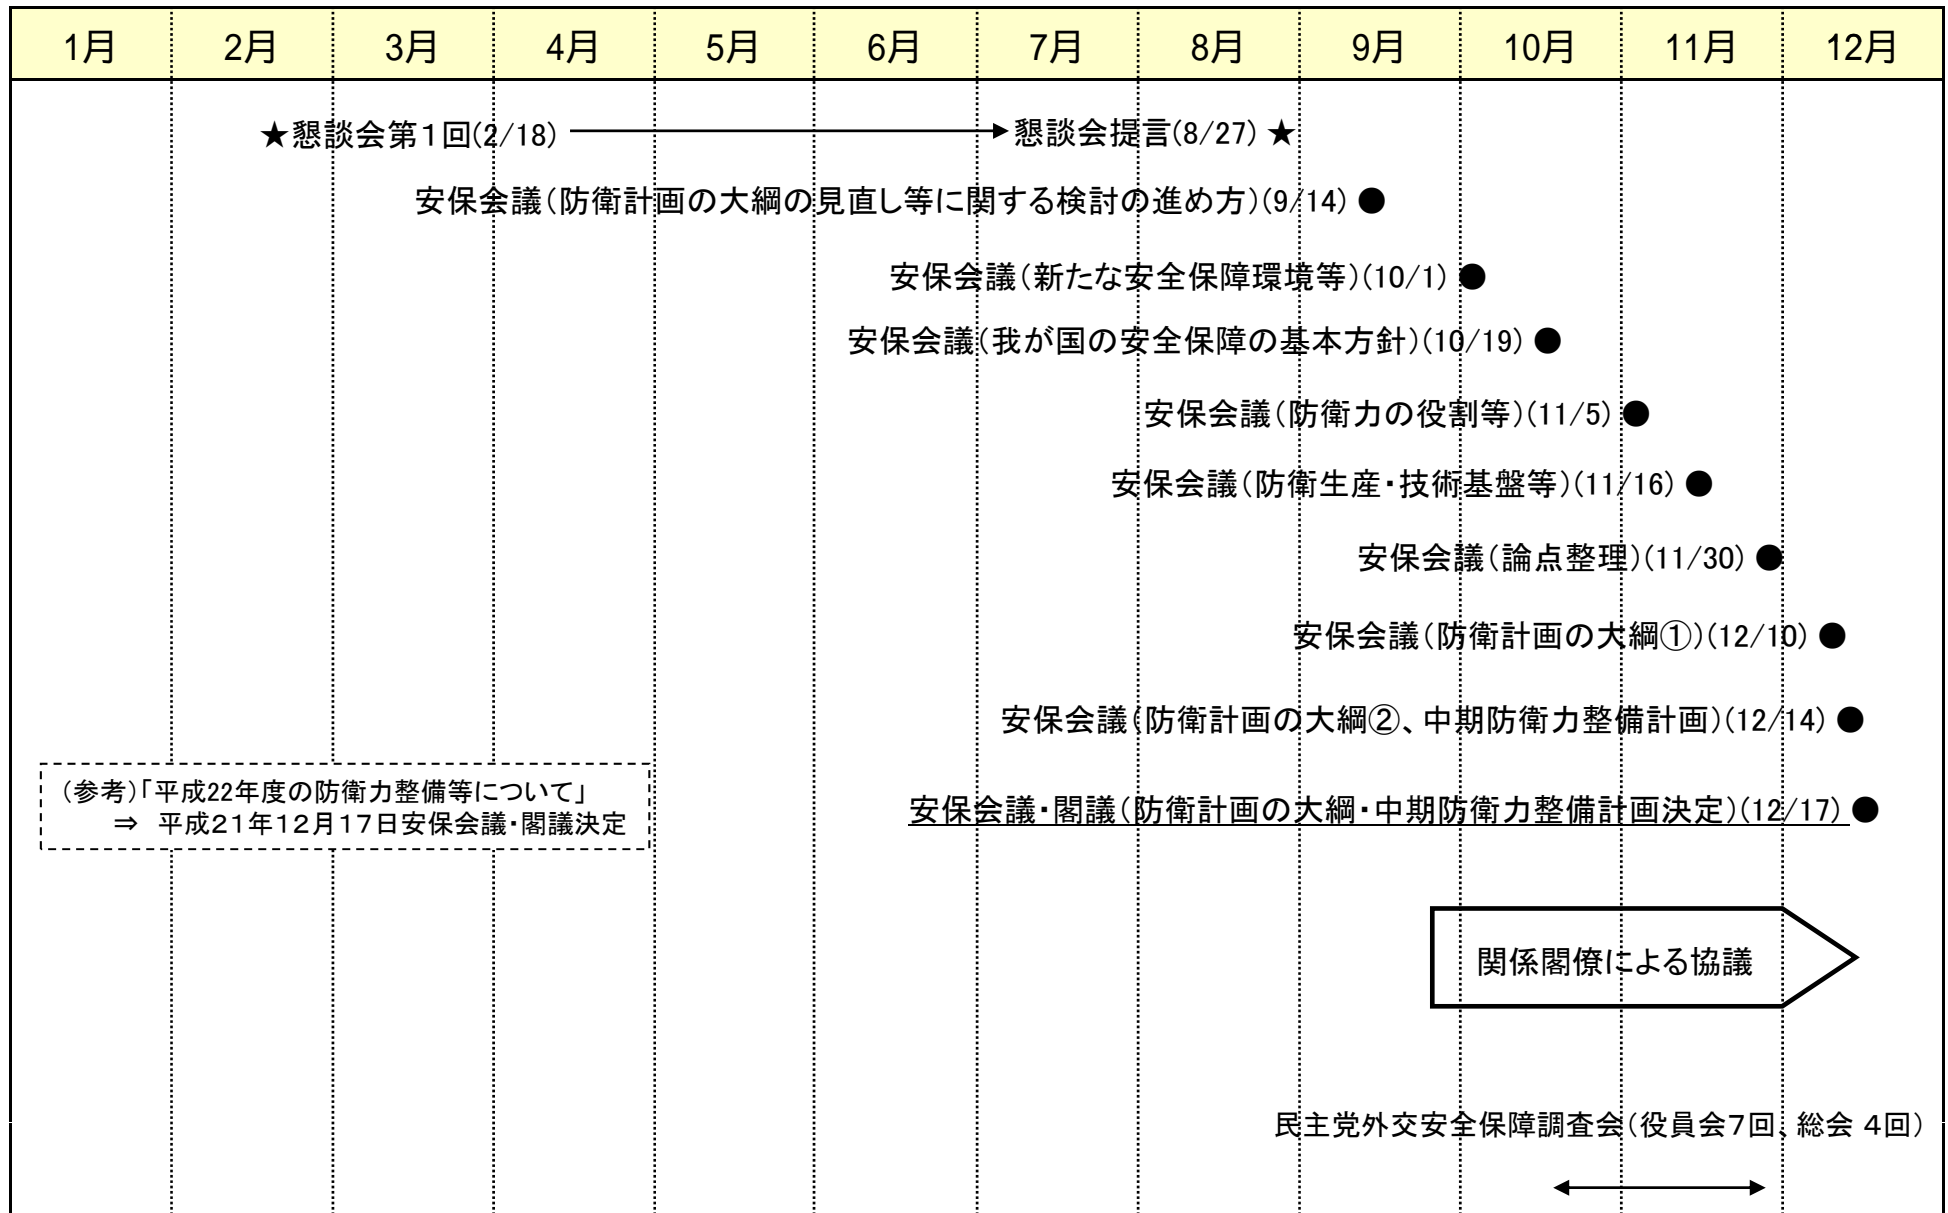 1月 2月 3月 4月 5月 6月 7月 8月 9月 10月 11月 12月
★懇談会第1回(2/18) 懇談会提言(8/27)★
安保会議(防衛計画の大綱の見直し等に関する検討の進め方)(9/14)●
安保会議(新たな安全保障環境等)(10/1)●
安保会議(我が国の安全保障の基本方針)(10/19)●
安保会議(防衛力の役割等)(11/5)●
安保会議(防衛生産・技術基盤等)(11/16)●
安保会議(論点整理)(11/30)●
安保会議(防衛計画の大綱①)(12/10)●
安保会議(防衛計画の大綱②、中期防衛力整備計画)(12/14)●
(参考)「平成22年度の防衛力整備等について」
⇒ 平成21年12月17日安保会議・閣議決定
安保会議・閣議(防衛計画の大綱・中期防衛力整備計画決定)(12/17)●
関係閣僚による協議
民主党外交安全保障調査会(役員会7回、総会 4回)